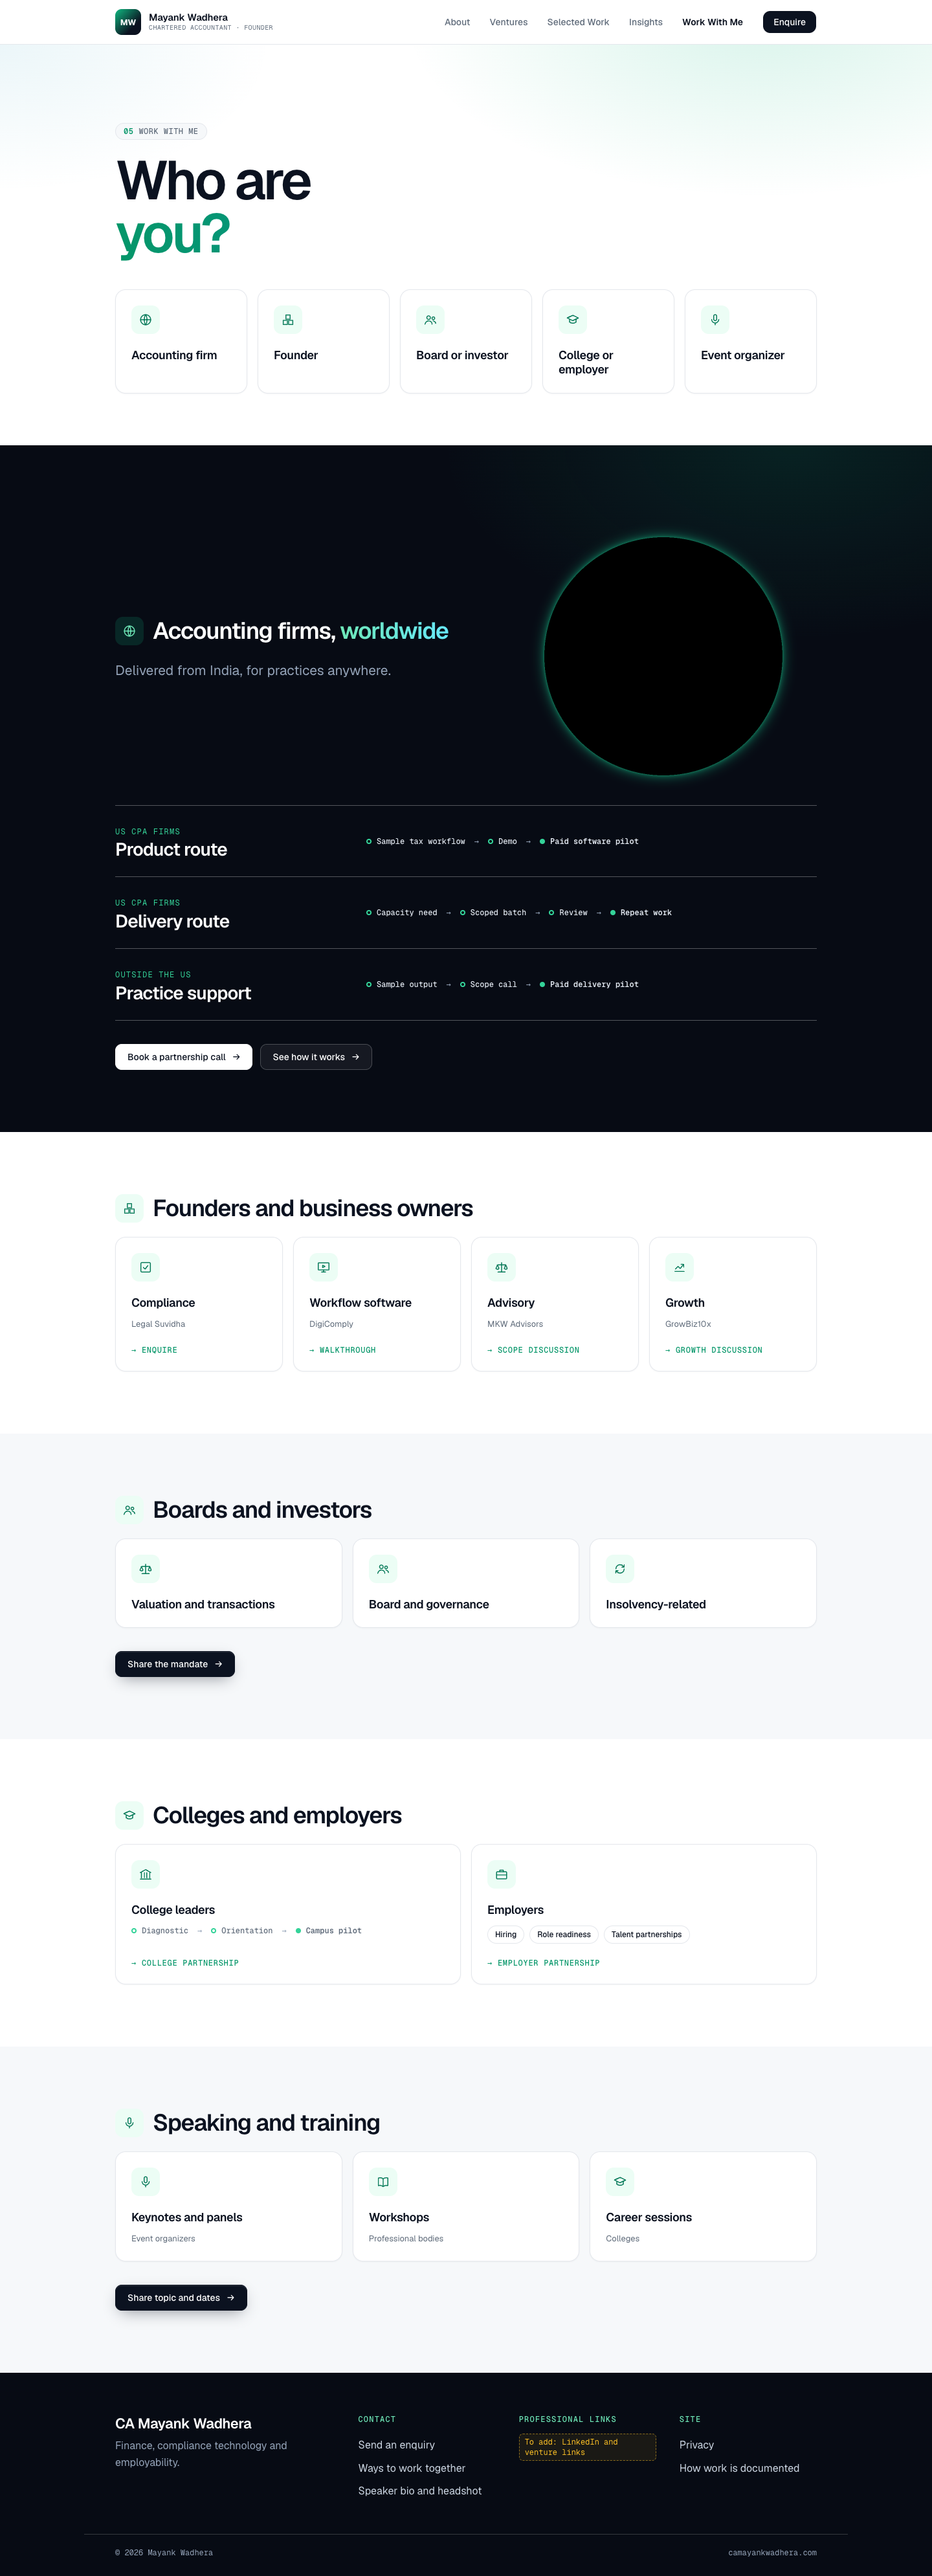 MW
Mayank Wadhera
CHARTERED ACCOUNTANT · FOUNDER
About
Ventures
Selected Work
Insights
Work With Me
Enquire
05 WORK WITH ME
Who are
you?
Accounting firm
Founder
Board or investor
College or
employer
Event organizer
Accounting firms, worldwide
Delivered from India, for practices anywhere.
US CPA FIRMS
Product route
Sample tax workflow → Demo → Paid software pilot
US CPA FIRMS
Delivery route
Capacity need → Scoped batch → Review → Repeat work
OUTSIDE THE US
Practice support
Sample output → Scope call → Paid delivery pilot
Book a partnership call →
See how it works →
Founders and business owners
Compliance
Legal Suvidha
→ ENQUIRE
Workflow software
DigiComply
→ WALKTHROUGH
Advisory
MKW Advisors
→ SCOPE DISCUSSION
Growth
GrowBiz10x
→ GROWTH DISCUSSION
Boards and investors
Valuation and transactions
Board and governance
Insolvency-related
Share the mandate →
Colleges and employers
College leaders
Diagnostic → Orientation → Campus pilot
→ COLLEGE PARTNERSHIP
Employers
Hiring
Role readiness
Talent partnerships
→ EMPLOYER PARTNERSHIP
Speaking and training
Keynotes and panels
Event organizers
Workshops
Professional bodies
Career sessions
Colleges
Share topic and dates →
CA Mayank Wadhera
Finance, compliance technology and
employability.
CONTACT
Send an enquiry
Ways to work together
Speaker bio and headshot
PROFESSIONAL LINKS
To add: LinkedIn and
venture links
SITE
Privacy
How work is documented
© 2026 Mayank Wadhera
camayankwadhera.com